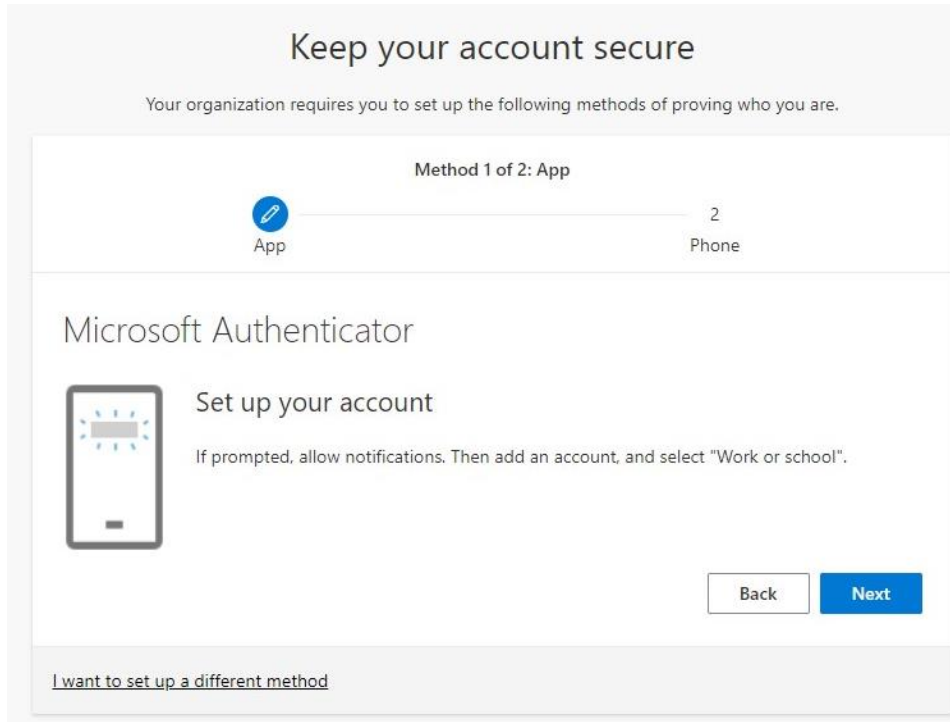 Keep your account secure
Your organization requires you to set up the following methods of proving who you are.
Method 1 of 2: App
2
App
Phone
Microsoft Authenticator
Set up your account
If prompted, allow notifications. Then add an account, and select "Work or school".
Back
Next
I want to set up a different method